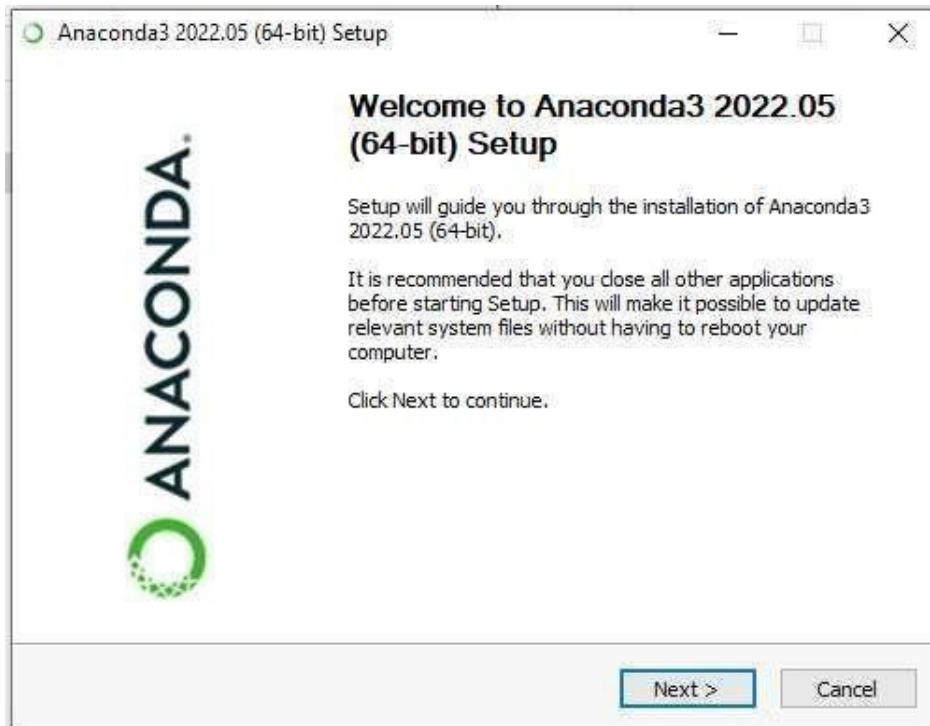 Anaconda3 2022.05 (64-bit) Setup
ANACONDA.
Welcome to Anaconda3 2022.05
(64-bit) Setup
Setup will guide you through the installation of Anaconda3
2022.05 (64-bit).
It is recommended that you close all other applications
before starting Setup. This will make it possible to update
relevant system files without having to reboot your
computer.
Click Next to continue.
Next >
Cancel